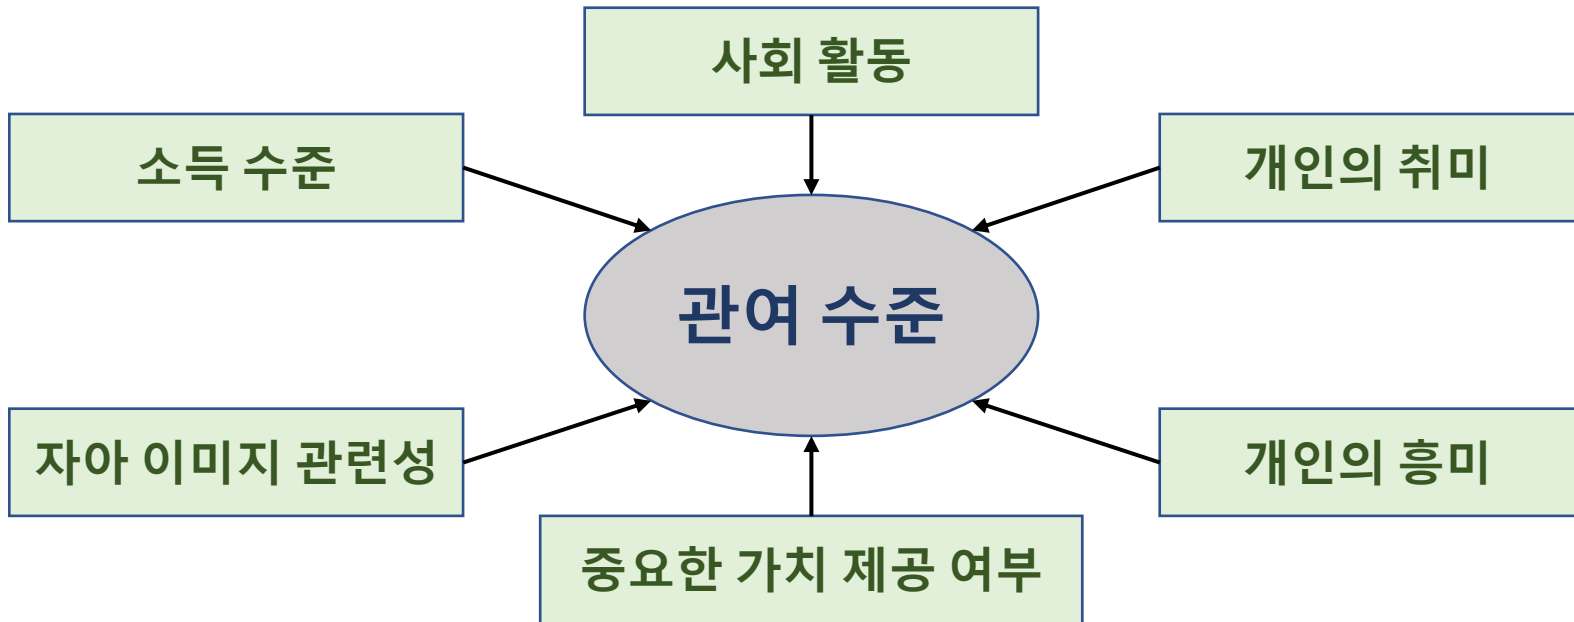 사회 활동
소득 수준
개인의 취미
관여 수준
자아 이미지 관련성
개인의 흥미
중요한 가치 제공 여부